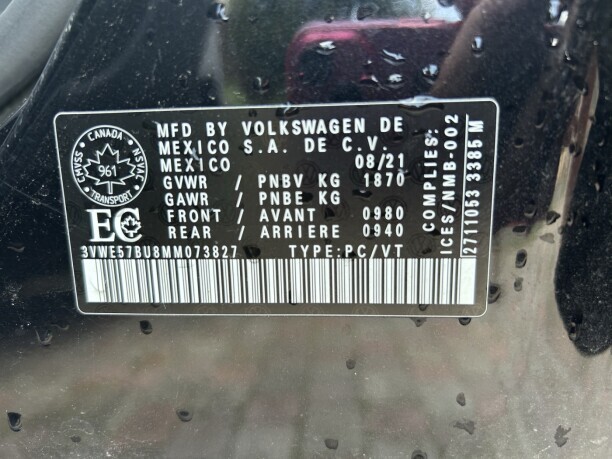 CANADA
CMVSS
NSVAC
961
TRANSPORT
EC
MFD BY VOLKSWAGEN DE
MEXICO S.A. DE C.V.
MEXICO 08/21
GVWR / PNBV KG 1870
GAWR / PNBE KG
FRONT / AVANT 0980
REAR / ARRIERE 0940
3VWE57BU8MM073827 TYPE:PC/VT
COMPLIES:
ICES/NMB-002
2711053 3385 M